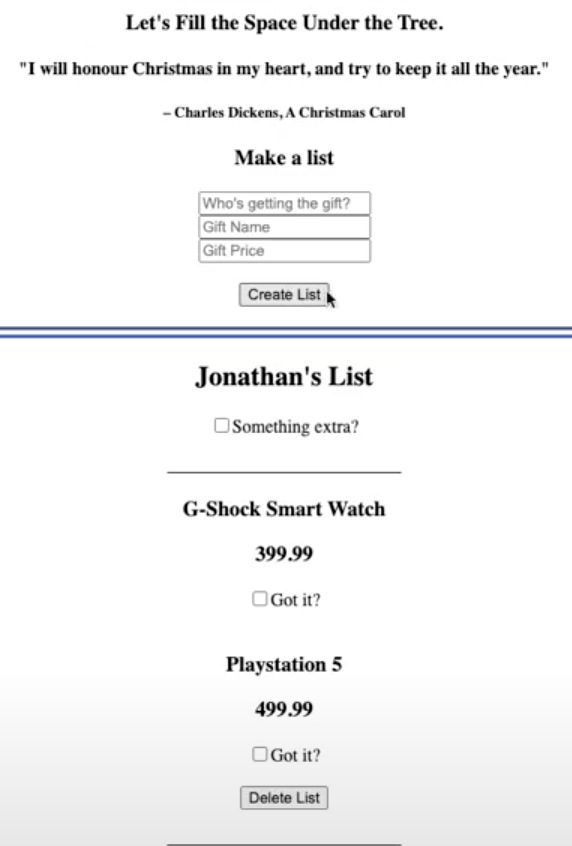 Let's Fill the Space Under the Tree.
"I will honour Christmas in my heart, and try to keep it all the year."
– Charles Dickens, A Christmas Carol
Make a list
Who's getting the gift?
Gift Name
Gift Price
Create List
Jonathan's List
Something extra?
G-Shock Smart Watch
399.99
Got it?
Playstation 5
499.99
Got it?
Delete List